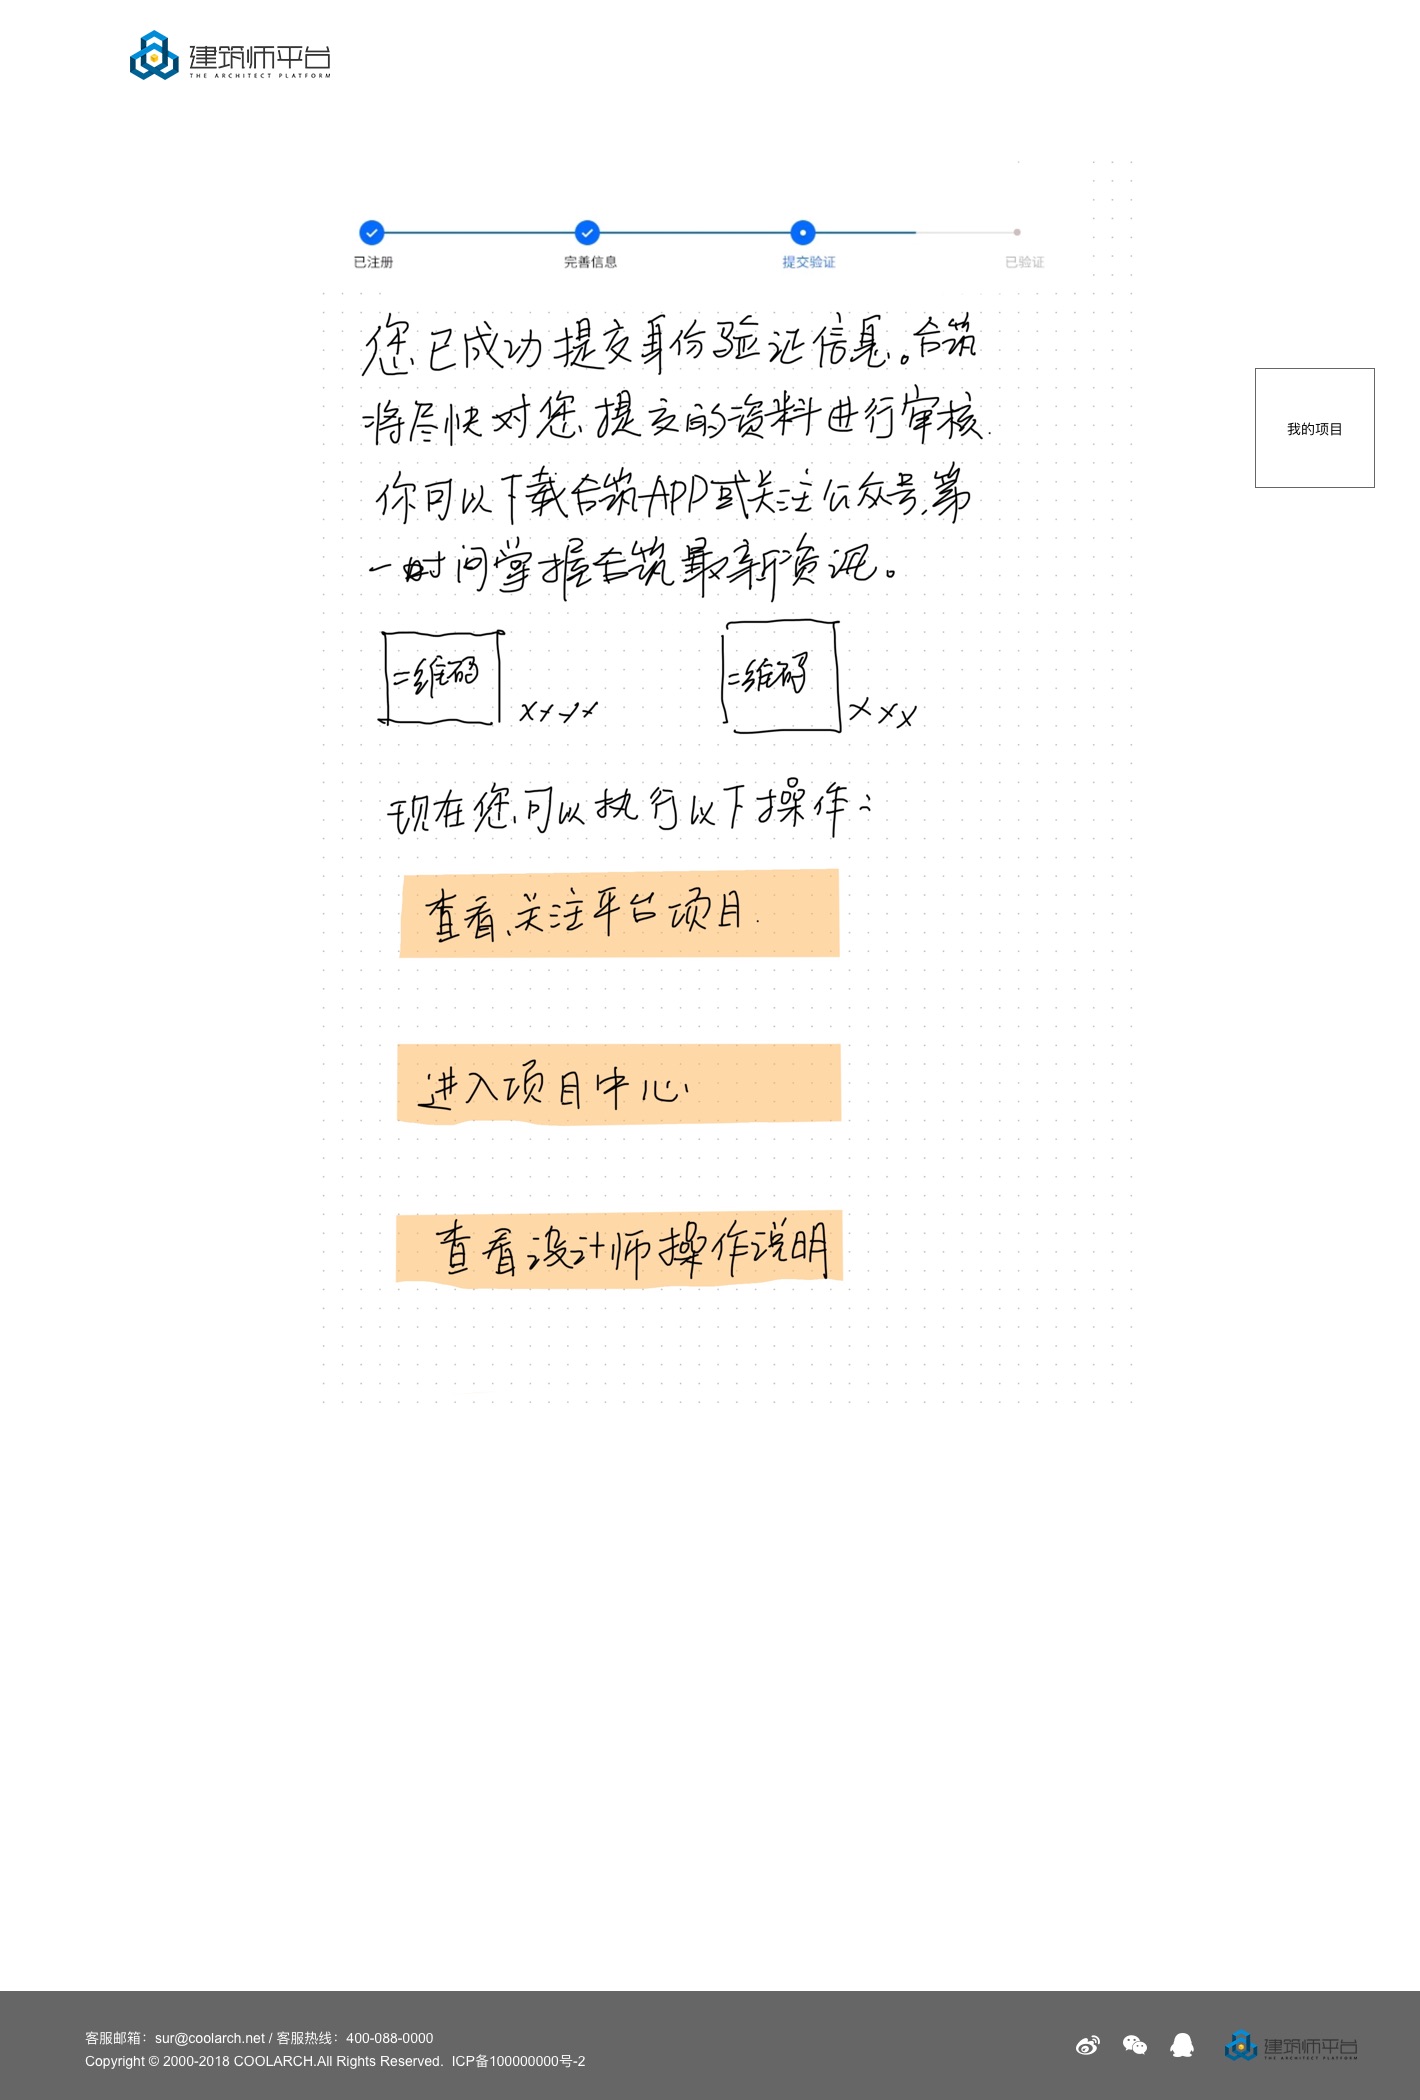 建筑师平台
THE ARCHITECT PLATFORM
已注册 完善信息 提交验证 已验证
您已成功提交身份验证信息。合筑
将尽快对您提交的资料进行审核.
我的项目
你可以下载合筑APP或关注公众号,第
一时间掌握合筑最新资讯。
二维码 xxxx 二维码 xxx
现在您可以执行以下操作:
查看、关注平台项目.
进入项目中心
查看设计师操作说明
客服邮箱：sur@coolarch.net / 客服热线：400-088-0000
Copyright © 2000-2018 COOLARCH.All Rights Reserved. ICP备100000000号-2
建筑师平台
THE ARCHITECT PLATFORM